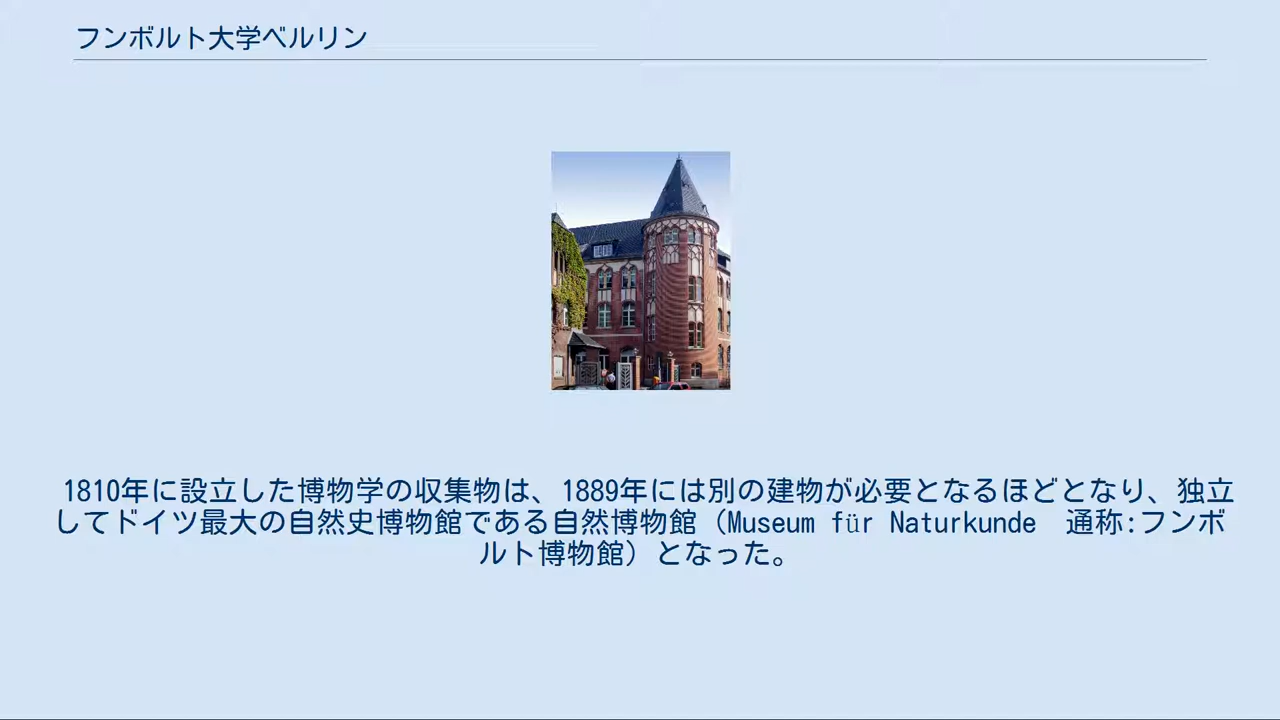 フンボルト大学ベルリン
1810年に設立した博物学の収集物は、1889年には別の建物が必要となるほどとなり、独立
してドイツ最大の自然史博物館である自然博物館（Museum für Naturkunde　通称:フンボ
ルト博物館）となった。